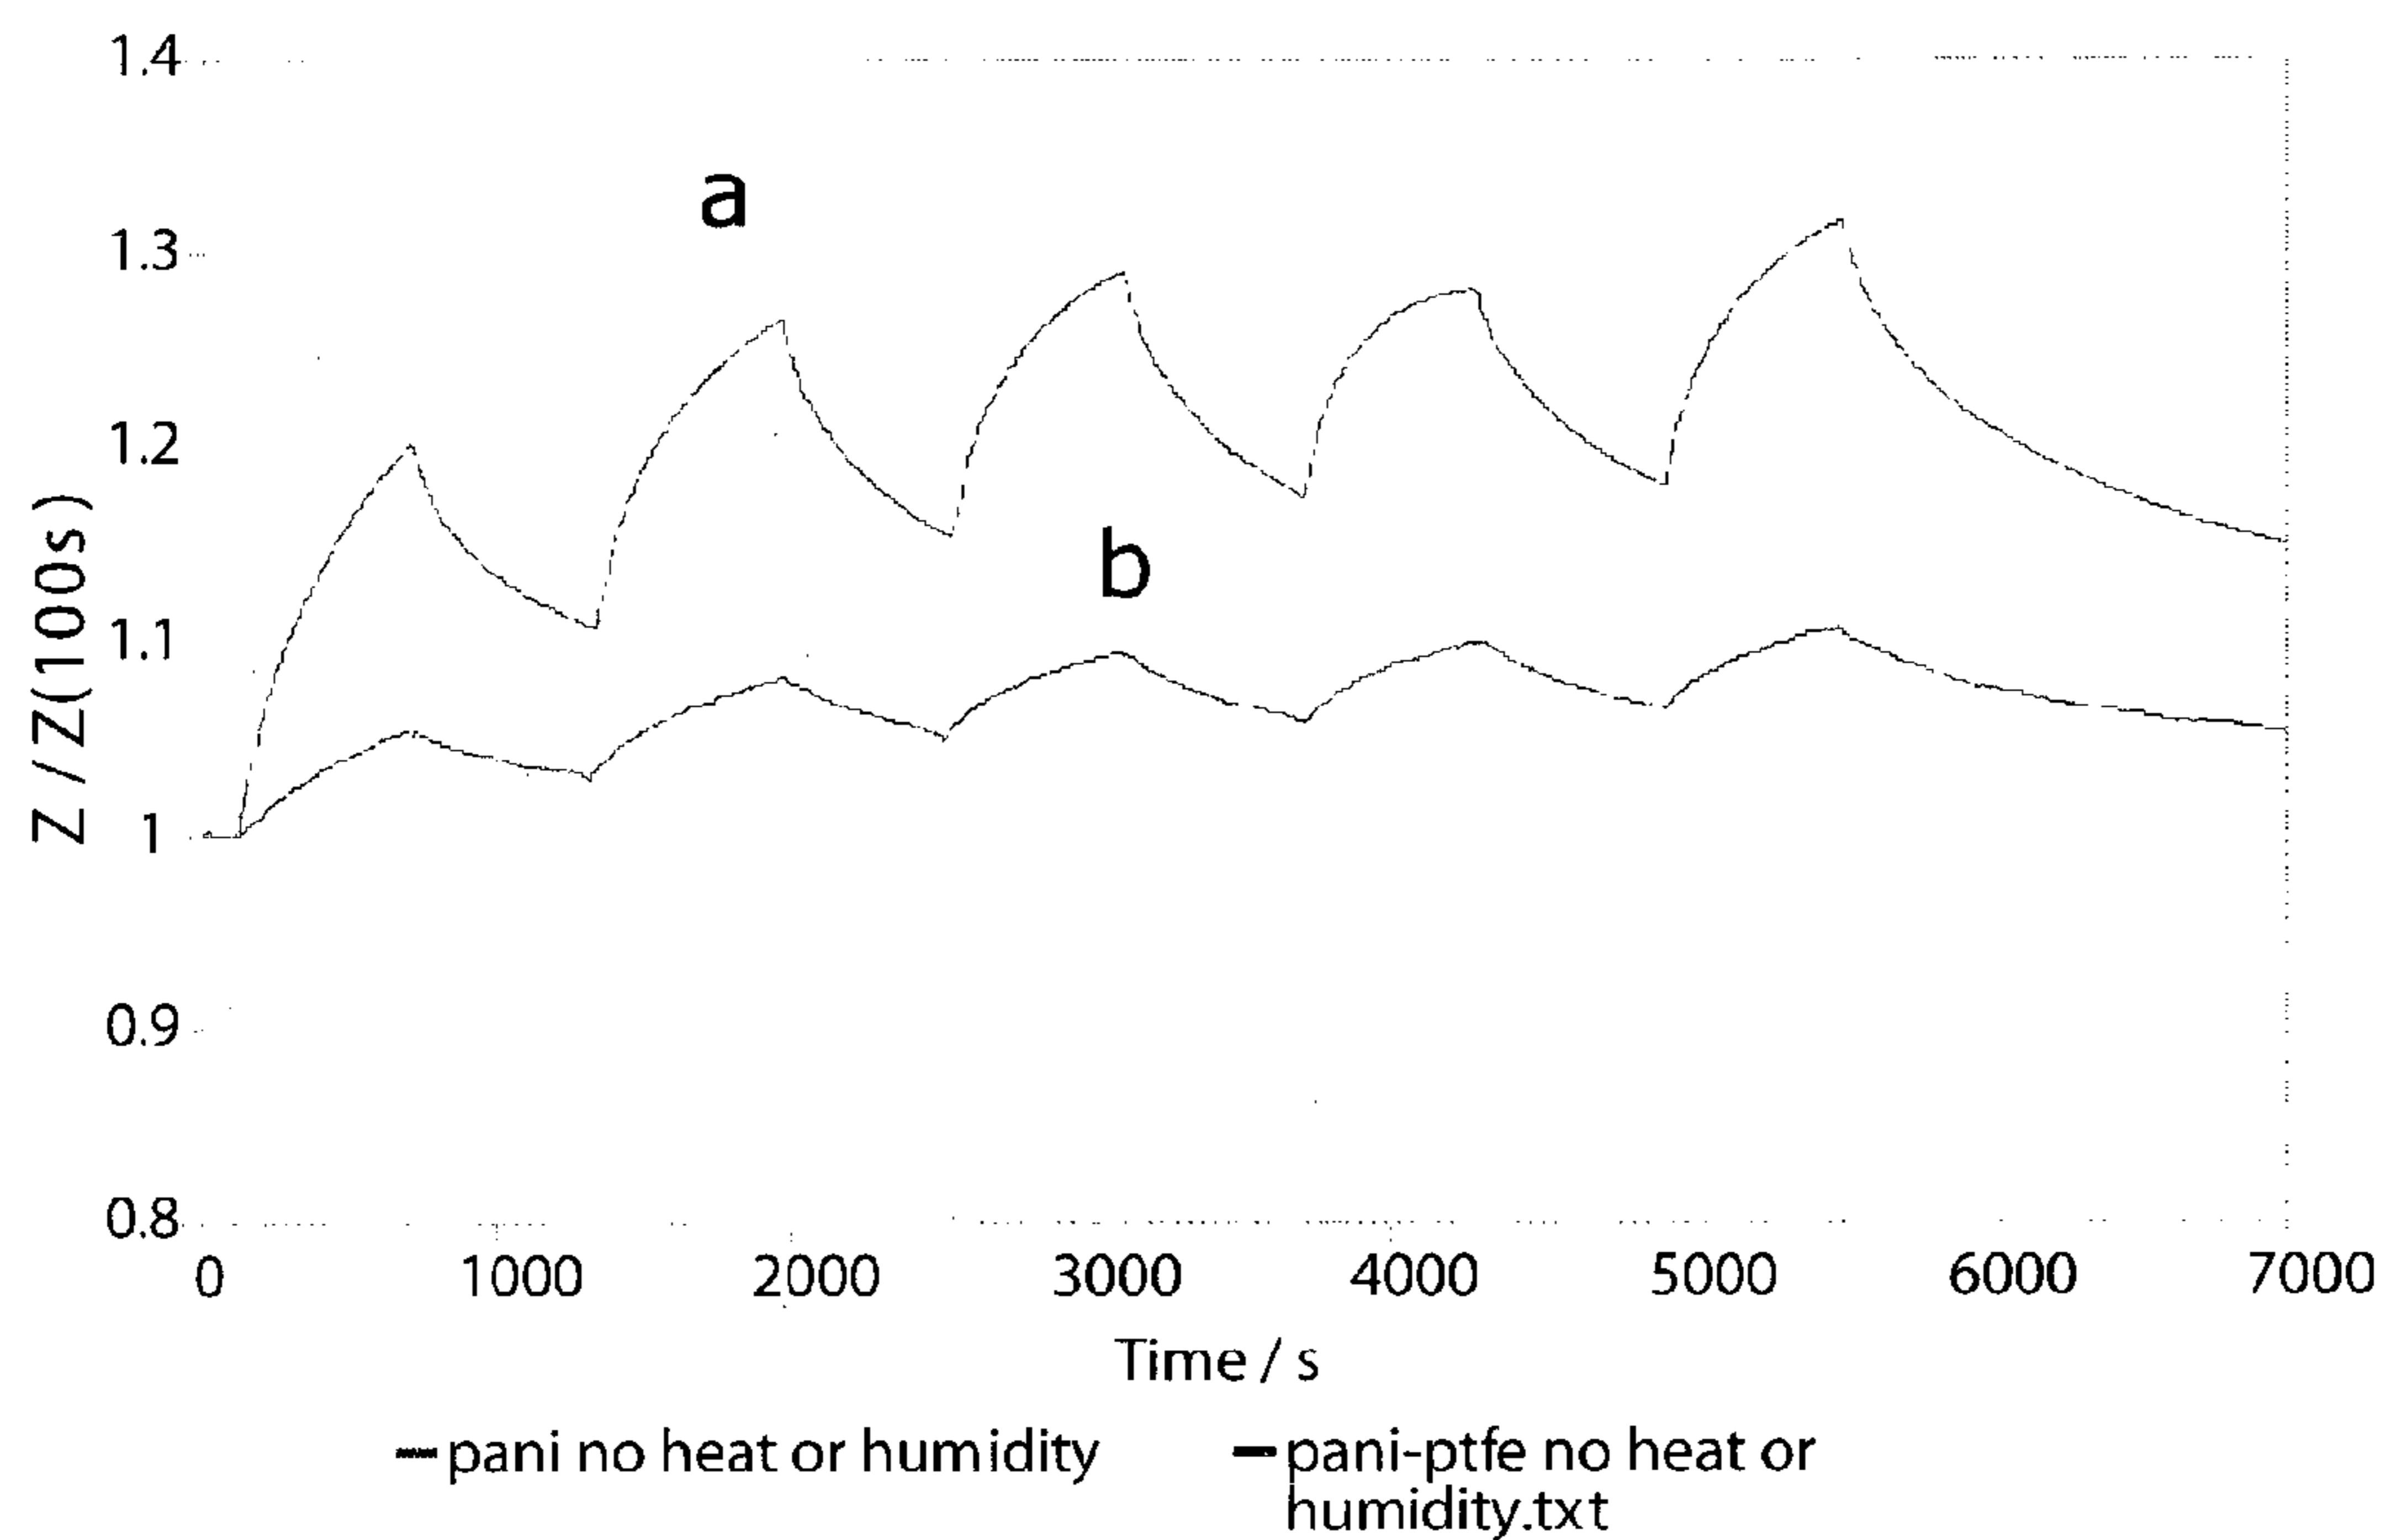 1.4
a
1.3
1.2
b
1.1
Z//Z(100s)
1
0.9
0.8
0 1000 2000 3000 4000 5000 6000 7000
Time / s
pani no heat or humidity
pani-ptfe no heat or
humidity.txt